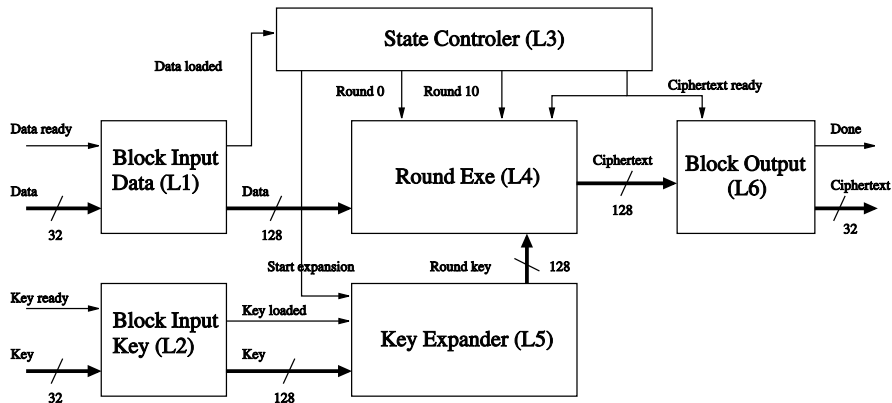 State Controler (L3)
Data loaded
Round 0
Round 10
Ciphertext ready
Data ready
Block Input
Data (L1)
Data
32
Data
128
Round Exe (L4)
Ciphertext
128
Block Output
(L6)
Done
Ciphertext
32
Start expansion
Round key
128
Key ready
Block Input
Key (L2)
Key loaded
Key
32
Key
128
Key Expander (L5)